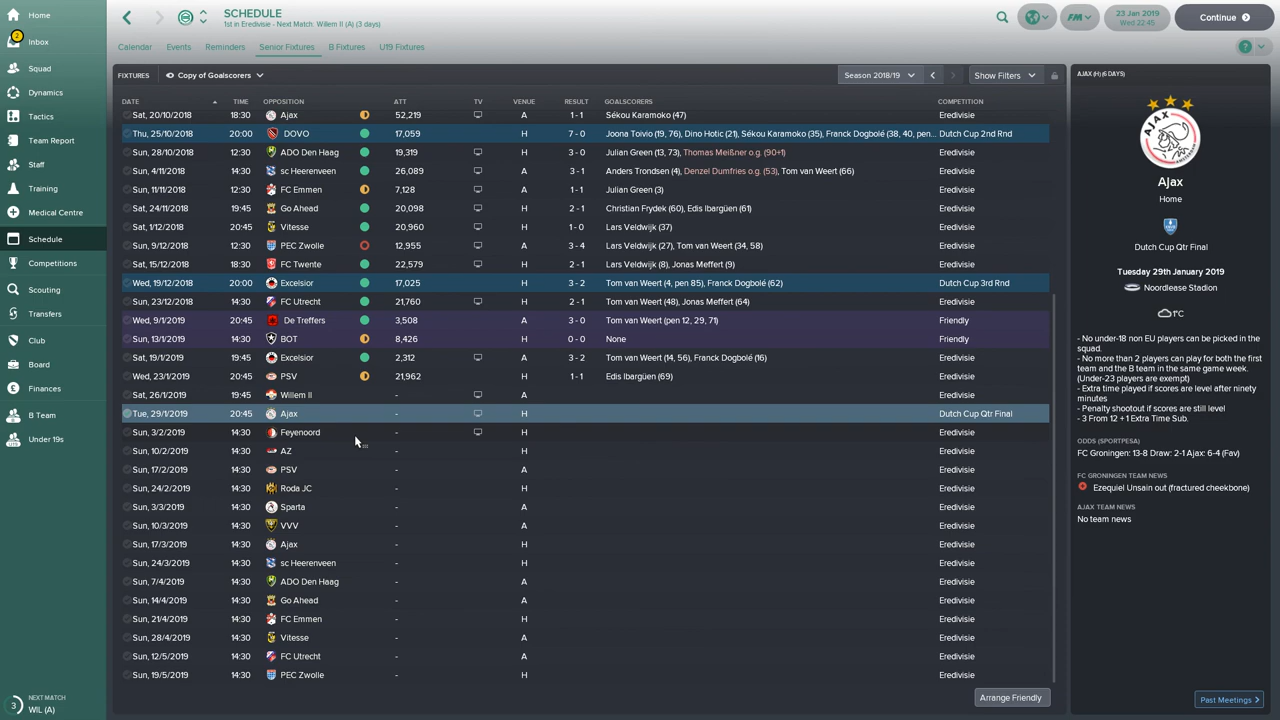 Home
2
Inbox
Squad
Dynamics
Tactics
Team Report
Staff
Training
Medical Centre
Schedule
Competitions
Scouting
Transfers
Club
Board
Finances
B Team
Under 19s
3
NEXT MATCH
WIL (A)
SCHEDULE
1st in Eredivisie - Next Match: Willem II (A) (3 days)
FM
23 Jan 2019
Wed 22:45
Continue
Calendar Events Reminders Senior Fixtures B Fixtures U19 Fixtures
?
FIXTURES Copy of Goalscorers Season 2018/19 Show Filters
DATE TIME OPPOSITION ATT TV VENUE RESULT GOALSCORERS COMPETITION
Sat, 20/10/2018 18:30 Ajax 52,219 A 1 - 1 Sékou Karamoko (47) Eredivisie
Thu, 25/10/2018 20:00 DOVO 17,059 H 7 - 0 Joona Toivio (19, 76), Dino Hotic (21), Sékou Karamoko (35), Franck Dogbolé (38, 40, pen... Dutch Cup 2nd Rnd
Sun, 28/10/2018 12:30 ADO Den Haag 19,319 H 3 - 0 Julian Green (13, 73), Thomas Meißner o.g. (90+1) Eredivisie
Sun, 4/11/2018 14:30 sc Heerenveen 26,089 A 3 - 1 Anders Trondsen (4), Denzel Dumfries o.g. (53), Tom van Weert (66) Eredivisie
Sun, 11/11/2018 12:30 FC Emmen 7,128 A 1 - 1 Julian Green (3) Eredivisie
Sat, 24/11/2018 19:45 Go Ahead 20,098 H 2 - 1 Christian Frydek (60), Edis Ibargüen (61) Eredivisie
Sat, 1/12/2018 20:45 Vitesse 20,960 H 1 - 0 Lars Veldwijk (37) Eredivisie
Sun, 9/12/2018 12:30 PEC Zwolle 12,955 A 3 - 4 Lars Veldwijk (27), Tom van Weert (34, 58) Eredivisie
Sat, 15/12/2018 18:30 FC Twente 22,579 H 2 - 1 Lars Veldwijk (8), Jonas Meffert (9) Eredivisie
Wed, 19/12/2018 20:00 Excelsior 17,025 H 3 - 2 Tom van Weert (4, pen 85), Franck Dogbolé (62) Dutch Cup 3rd Rnd
Sun, 23/12/2018 14:30 FC Utrecht 21,760 H 2 - 1 Tom van Weert (48), Jonas Meffert (64) Eredivisie
Wed, 9/1/2019 20:45 De Treffers 3,508 A 3 - 0 Tom van Weert (pen 12, 25, 71) Friendly
Sun, 13/1/2019 14:30 BOT 8,426 H 0 - 0 None Friendly
Sat, 19/1/2019 19:45 Excelsior 2,312 A 3 - 2 Tom van Weert (14, 56), Franck Dogbolé (16) Eredivisie
Wed, 23/1/2019 20:45 PSV 21,962 H 1 - 1 Edis Ibargüen (69) Eredivisie
Sat, 26/1/2019 19:45 Willem II - A Eredivisie
Tue, 29/1/2019 20:45 Ajax - H Dutch Cup Qtr Final
Sun, 3/2/2019 14:30 Feyenoord - H Eredivisie
Sun, 10/2/2019 14:30 AZ - H Eredivisie
Sun, 17/2/2019 14:30 PSV - A Eredivisie
Sun, 24/2/2019 14:30 Roda JC - H Eredivisie
Sun, 3/3/2019 14:30 Sparta - A Eredivisie
Sun, 10/3/2019 14:30 VVV - A Eredivisie
Sun, 17/3/2019 14:30 Ajax - H Eredivisie
Sun, 24/3/2019 14:30 sc Heerenveen - H Eredivisie
Sun, 7/4/2019 14:30 ADO Den Haag - A Eredivisie
Sun, 14/4/2019 14:30 Go Ahead - A Eredivisie
Sun, 21/4/2019 14:30 FC Emmen - H Eredivisie
Sun, 28/4/2019 14:30 Vitesse - A Eredivisie
Sun, 12/5/2019 14:30 FC Utrecht - A Eredivisie
Sun, 19/5/2019 14:30 PEC Zwolle - H Eredivisie
Arrange Friendly
AJAX (H) (6 DAYS)
AJAX
Ajax
Home
Dutch Cup Qtr Final
Tuesday 29th January 2019
Noordlease Stadion
1°C
- No under-18 non EU players can be picked in the
squad.
- No more than 2 players can play for both the first
team and the B team in the same game week.
(Under-23 players are exempt)
- Extra time played if scores are level after ninety
minutes
- Penalty shootout if scores are still level
- 3 From 12 + 1 Extra Time Sub.
ODDS (SPORTPESA)
FC Groningen: 13-8 Draw: 2-1 Ajax: 6-4 (Fav)
FC GRONINGEN TEAM NEWS
Ezequiel Unsain out (fractured cheekbone)
AJAX TEAM NEWS
No team news
Past Meetings